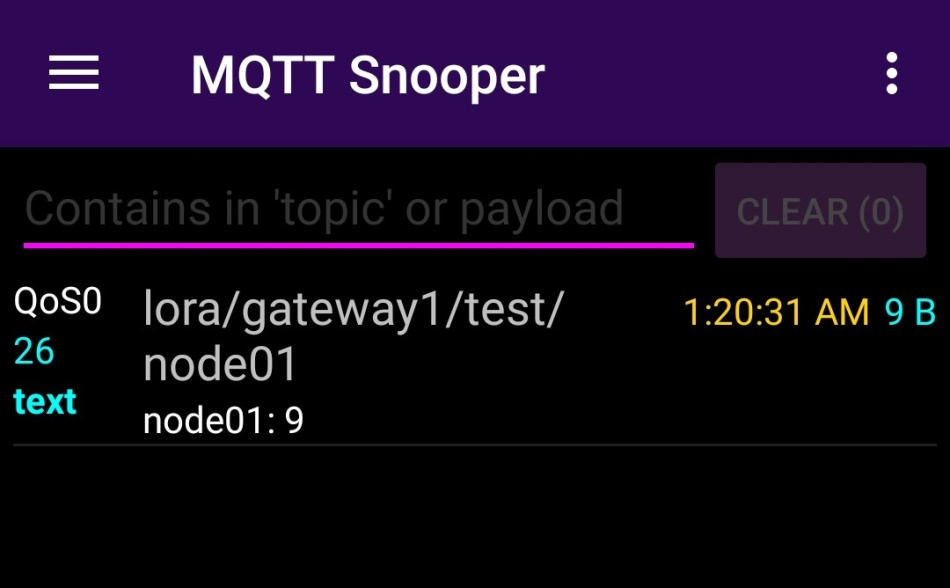 MQTT Snooper
Contains in 'topic' or payload
CLEAR (0)
QoS0
26
text
lora/gateway1/test/
node01
node01: 9
1:20:31 AM 9 B